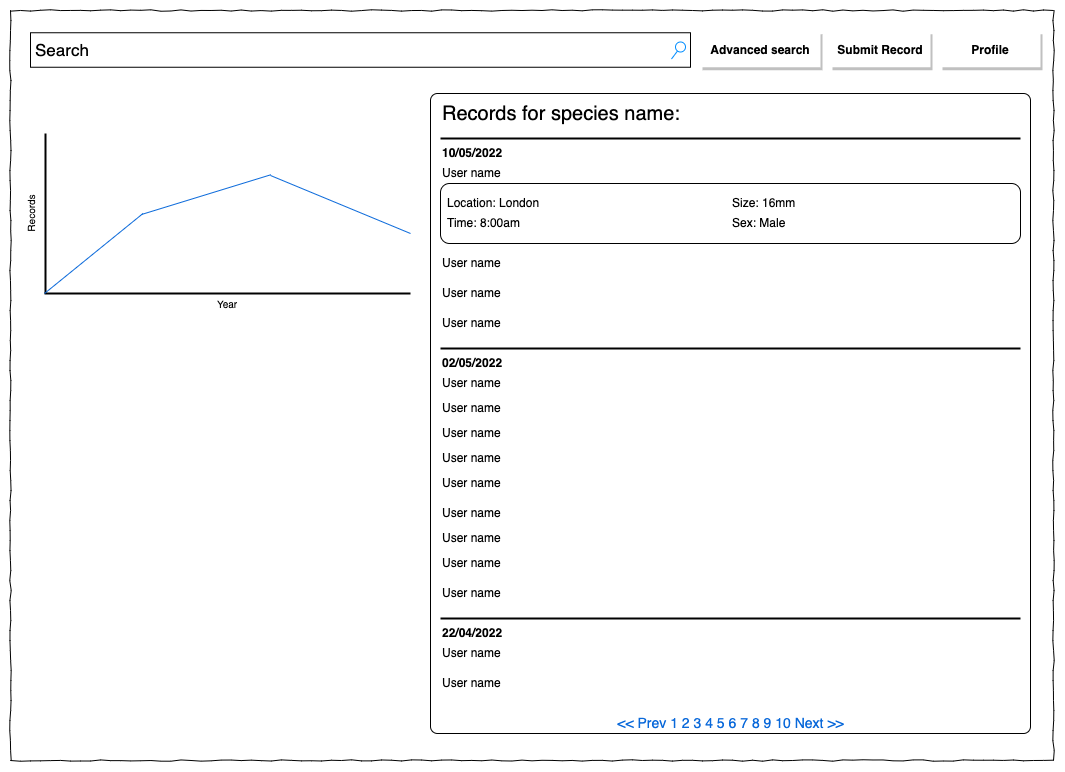 Search
Advanced search
Submit Record
Profile
Records
Year
Records for species name:
10/05/2022
User name
Location: London
Size: 16mm
Time: 8:00am
Sex: Male
User name
User name
User name
02/05/2022
User name
User name
User name
User name
User name
User name
User name
User name
User name
22/04/2022
User name
User name
<< Prev 1 2 3 4 5 6 7 8 9 10 Next >>